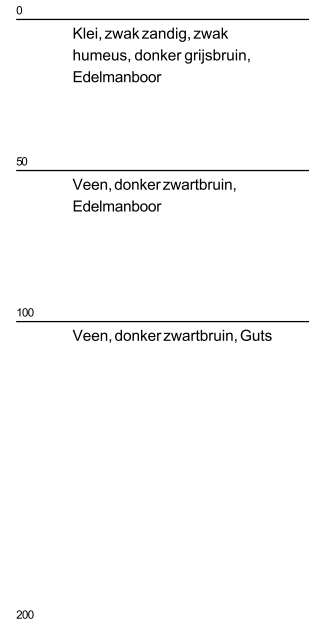 0
Klei, zwak zandig, zwak
humeus, donker grijsbruin,
Edelmanboor
50
Veen, donker zwartbruin,
Edelmanboor
100
Veen, donker zwartbruin, Guts
200